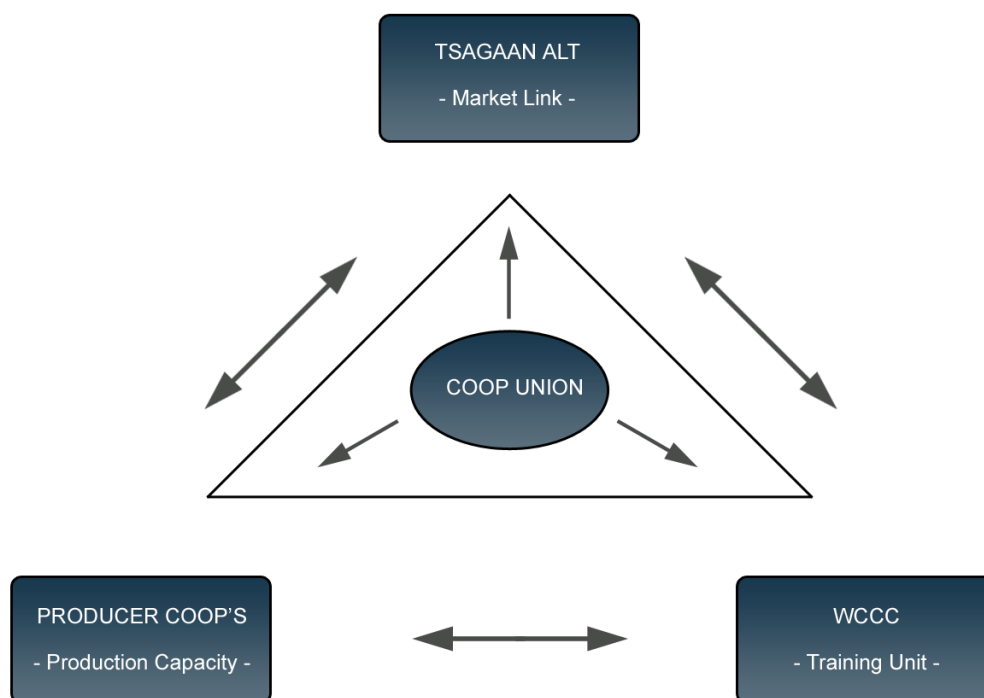 TSAGAAN ALT
- Market Link -
COOP UNION
PRODUCER COOP’S
- Production Capacity -
WCCC
- Training Unit -